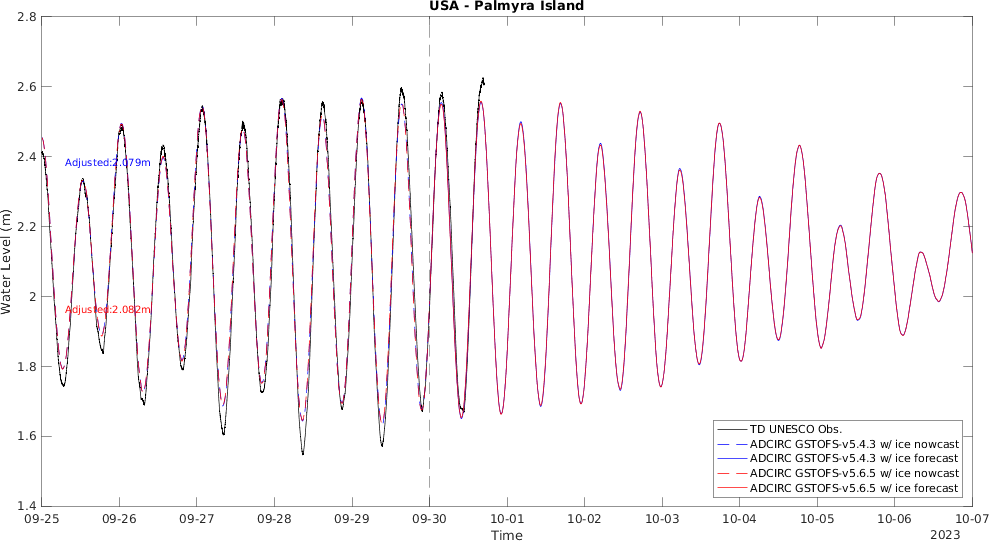 USA - Palmyra Island
2.8
2.6
2.4
2.2
2
1.8
1.6
1.4
Water Level (m)
Adjusted:2.079m
Adjusted:2.082m
TD UNESCO Obs.
ADCIRC GSTOFS-v5.4.3 w/ ice nowcast
ADCIRC GSTOFS-v5.4.3 w/ ice forecast
ADCIRC GSTOFS-v5.6.5 w/ ice nowcast
ADCIRC GSTOFS-v5.6.5 w/ ice forecast
09-25 09-26 09-27 09-28 09-29 09-30 10-01 10-02 10-03 10-04 10-05 10-06 10-07
Time
2023